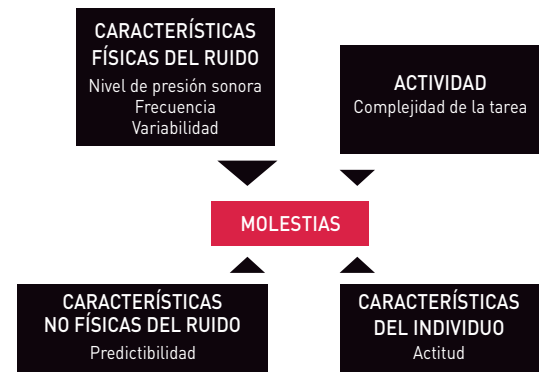 CARACTERÍSTICAS
FÍSICAS DEL RUIDO
Nivel de presión sonora
Frecuencia
Variabilidad
ACTIVIDAD
Complejidad de la tarea
MOLESTIAS
CARACTERÍSTICAS
NO FÍSICAS DEL RUIDO
Predictibilidad
CARACTERÍSTICAS
DEL INDIVIDUO
Actitud